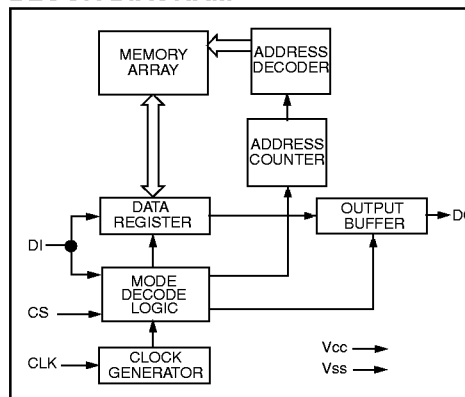 MEMORY
ARRAY
ADDRESS
DECODER
ADDRESS
COUNTER
DATA
REGISTER
OUTPUT
BUFFER
DI
MODE
DECODE
LOGIC
CS
CLK
CLOCK
GENERATOR
Vcc
Vss